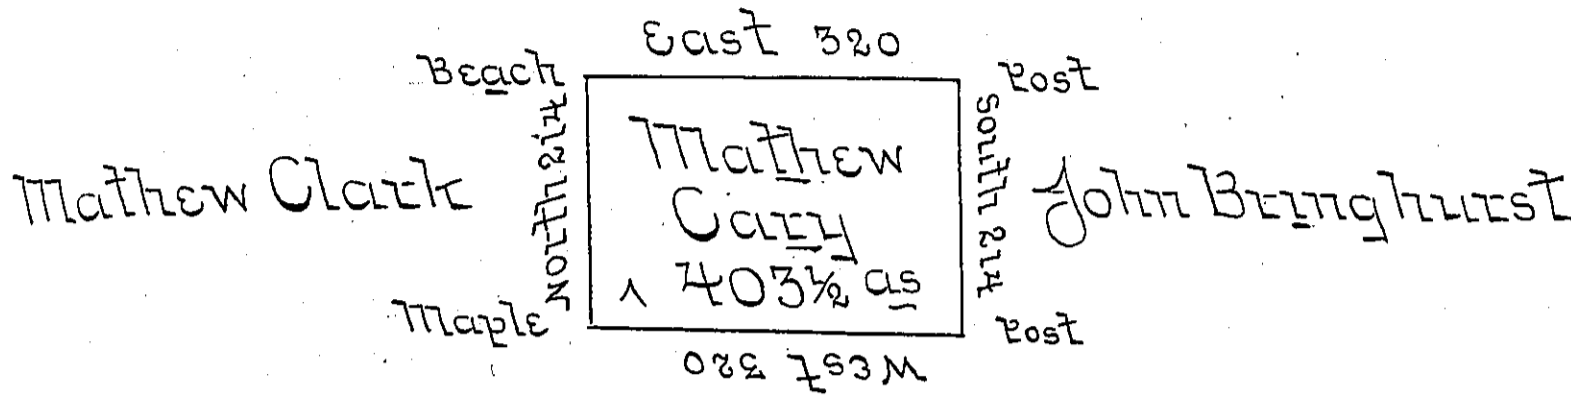 East 320
Beach
Post
North 214
Mathew
Cary
^ 403½ as
South 214
Mathew Clark
John Bringhurst
Maple
Post
West 320